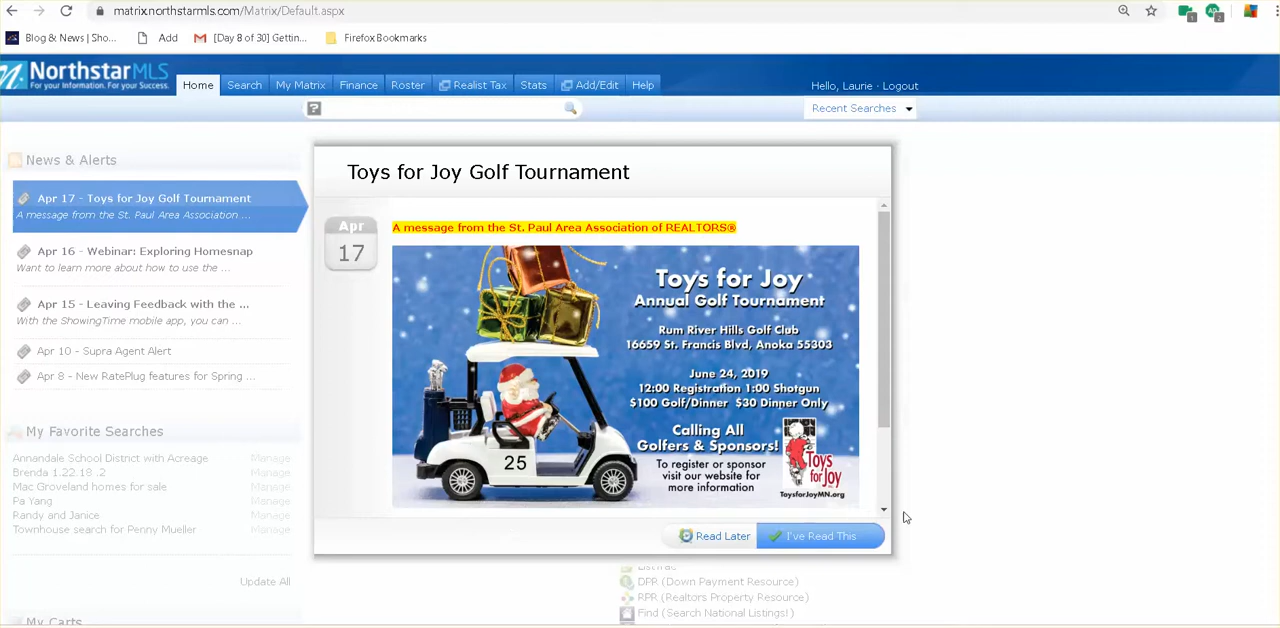 matrix.northstarmls.com/Matrix/Default.aspx
1
2
Blog & News | Sho...
Add
[Day 8 of 30] Gettin...
Firefox Bookmarks
NorthstarMLS
For your Information. For your Success.
Home
Search
My Matrix
Finance
Roster
Realist Tax
Stats
Add/Edit
Help
Hello, Laurie · Logout
?
Recent Searches
News & Alerts
Apr 17 - Toys for Joy Golf Tournament
A message from the St. Paul Area Association ...
Apr 16 - Webinar: Exploring Homesnap
Want to learn more about how to use the ...
Apr 15 - Leaving Feedback with the ...
With the ShowingTime mobile app, you can ...
Apr 10 - Supra Agent Alert
Apr 8 - New RatePlug features for Spring ...
My Favorite Searches
Annandale School District with Acreage Manage
Brenda 1.22.19 .2 Manage
Mac Groveland homes for sale Manage
Pa Yang Manage
Randy and Janice Manage
Townhouse search for Penny Mueller Manage
Update All
My Carts
Toys for Joy Golf Tournament
Apr
17
A message from the St. Paul Area Association of REALTORS®
Toys for Joy
Annual Golf Tournament
Rum River Hills Golf Club
16659 St. Francis Blvd, Anoka 55303
June 24, 2019
12:00 Registration 1:00 Shotgun
$100 Golf/Dinner $30 Dinner Only
Calling All
Golfers & Sponsors!
To register or sponsor
visit our website for
more information
25
Toys
for Joy
ToysforJoyMN.org
Read Later
I've Read This
ListTrac
DPR (Down Payment Resource)
RPR (Realtors Property Resource)
Find (Search National Listings!)